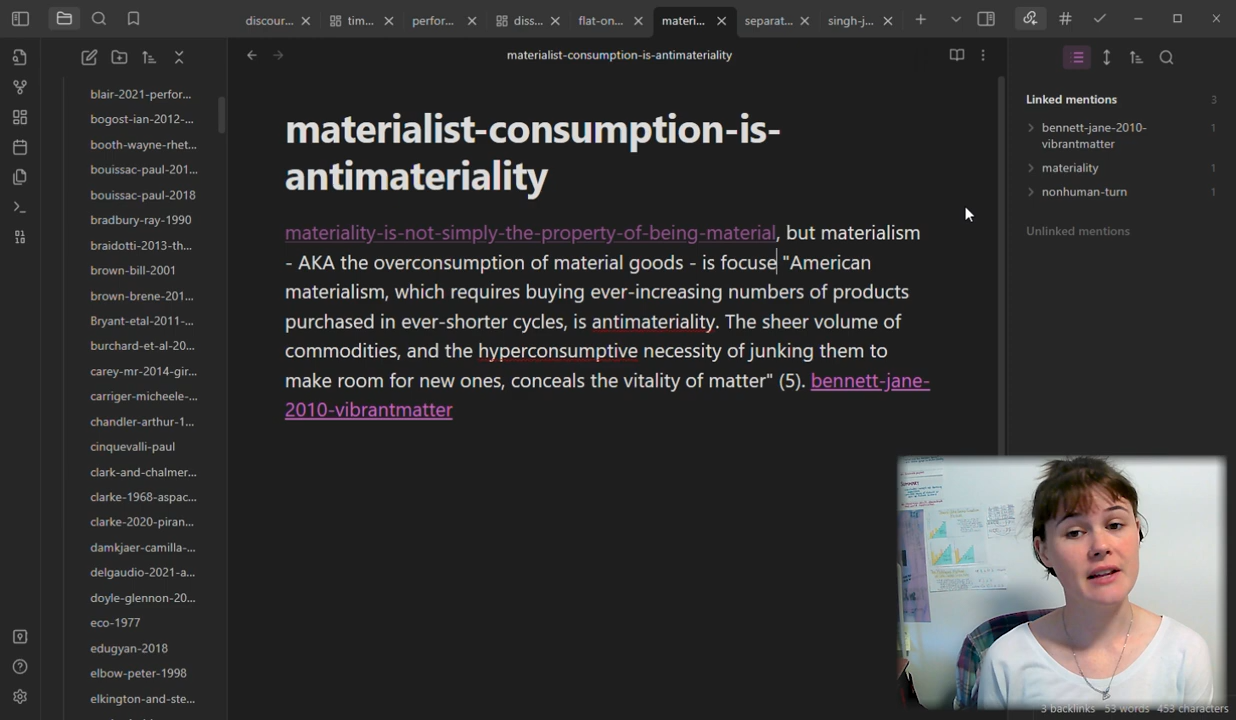 discour...
tim...
perfor...
diss...
flat-on...
materi...
separat...
singh-j...
materialist-consumption-is-antimateriality
blair-2021-perfor...
bogost-ian-2012-...
booth-wayne-rhet...
bouissac-paul-201...
bouissac-paul-2018
bradbury-ray-1990
braidotti-2013-th...
brown-bill-2001
brown-brene-201...
Bryant-etal-2011-...
burchard-et-al-20...
carey-mr-2014-gir...
carriger-micheele-...
chandler-arthur-1...
cinquevalli-paul
clark-and-chalmer...
clarke-1968-aspac...
clarke-2020-piran...
damkjaer-camilla-...
delgaudio-2021-a...
doyle-glennon-20...
eco-1977
edugyan-2018
elbow-peter-1998
elkington-and-ste...
materialist-consumption-is-
antimateriality
materiality-is-not-simply-the-property-of-being-material, but materialism
- AKA the overconsumption of material goods - is focuse "American
materialism, which requires buying ever-increasing numbers of products
purchased in ever-shorter cycles, is antimateriality. The sheer volume of
commodities, and the hyperconsumptive necessity of junking them to
make room for new ones, conceals the vitality of matter" (5). bennett-jane-
2010-vibrantmatter
Linked mentions 3
bennett-jane-2010- 1
vibrantmatter
materiality 1
nonhuman-turn 1
Unlinked mentions
3 backlinks 53 words 453 characters